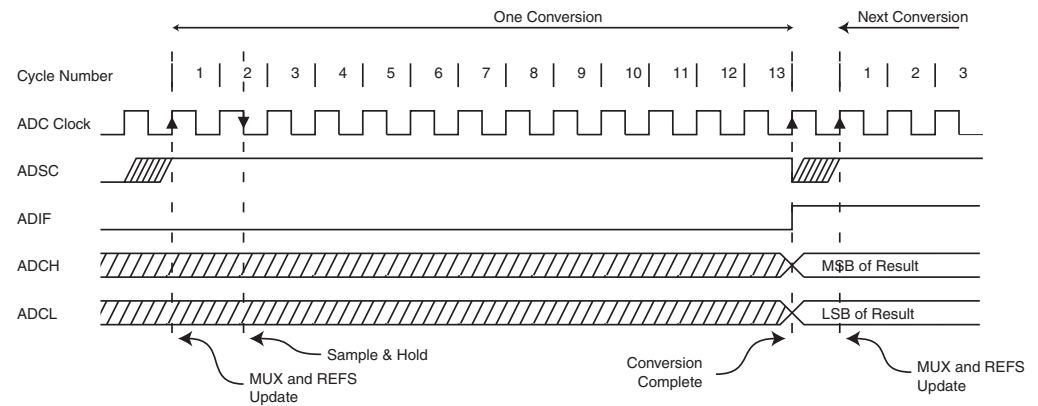 One Conversion
Next Conversion
Cycle Number 1 2 3 4 5 6 7 8 9 10 11 12 13 1 2 3
ADC Clock
ADSC
ADIF
ADCH MSB of Result
ADCL LSB of Result
Sample & Hold
MUX and REFS
Update
Conversion
Complete
MUX and REFS
Update